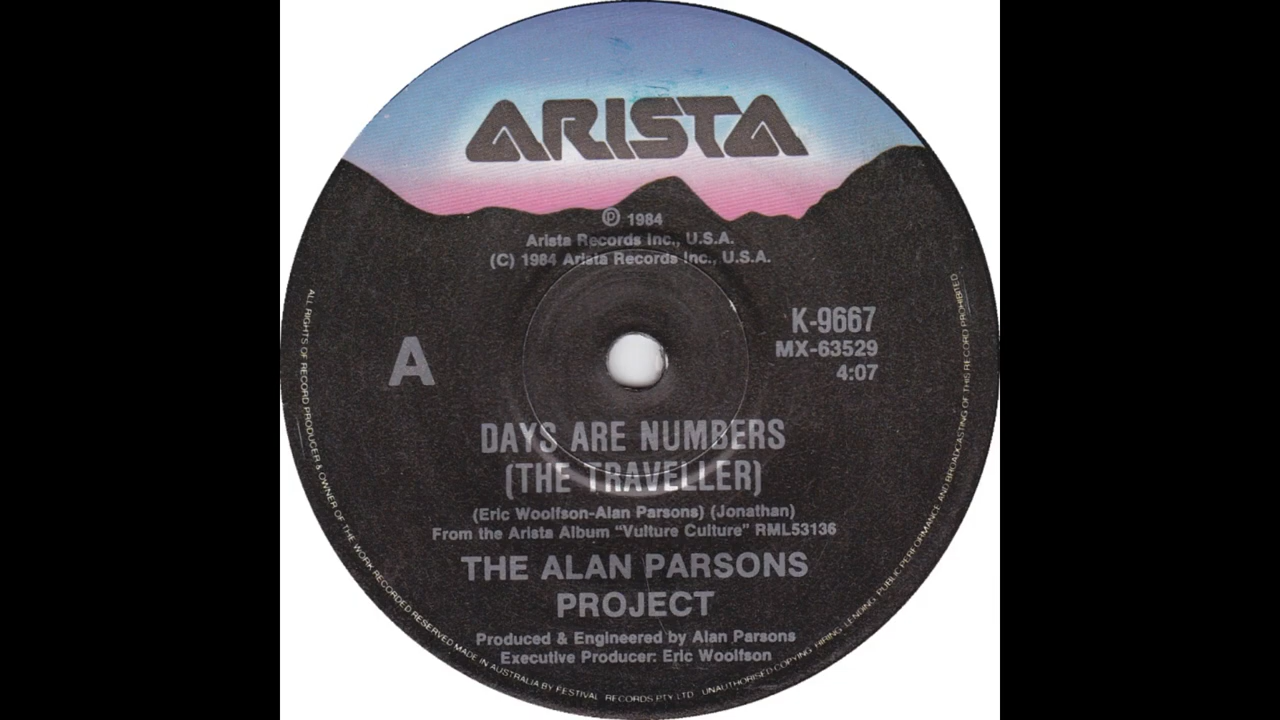 ARISTA
℗ 1984
Arista Records Inc., U.S.A.
(C) 1984 Arista Records Inc., U.S.A.
K-9667
MX-63529
4:07
A
DAYS ARE NUMBERS
(THE TRAVELLER)
(Eric Woolfson-Alan Parsons) (Jonathan)
From the Arista Album "Vulture Culture" RML53136
THE ALAN PARSONS
PROJECT
Produced & Engineered by Alan Parsons
Executive Producer: Eric Woolfson
ALL RIGHTS OF RECORD PRODUCER & OWNER OF THE WORK RECORDED RESERVED MADE IN AUSTRALIA BY FESTIVAL RECORDS PTY. LTD. UNAUTHORISED COPYING, HIRING, LENDING, PUBLIC PERFORMANCE AND BROADCASTING OF THIS RECORD PROHIBITED